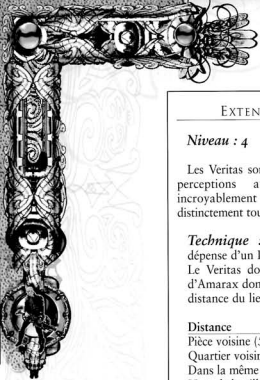 EXTEN
Niveau : 4
Les Veritas so
perceptions a
incroyablement
distinctement tou
Technique :
dépense d'un
Le Veritas do
d'Amarax don
distance du lie
Distance
Pièce voisine (
Quartier voisi
Dans la même